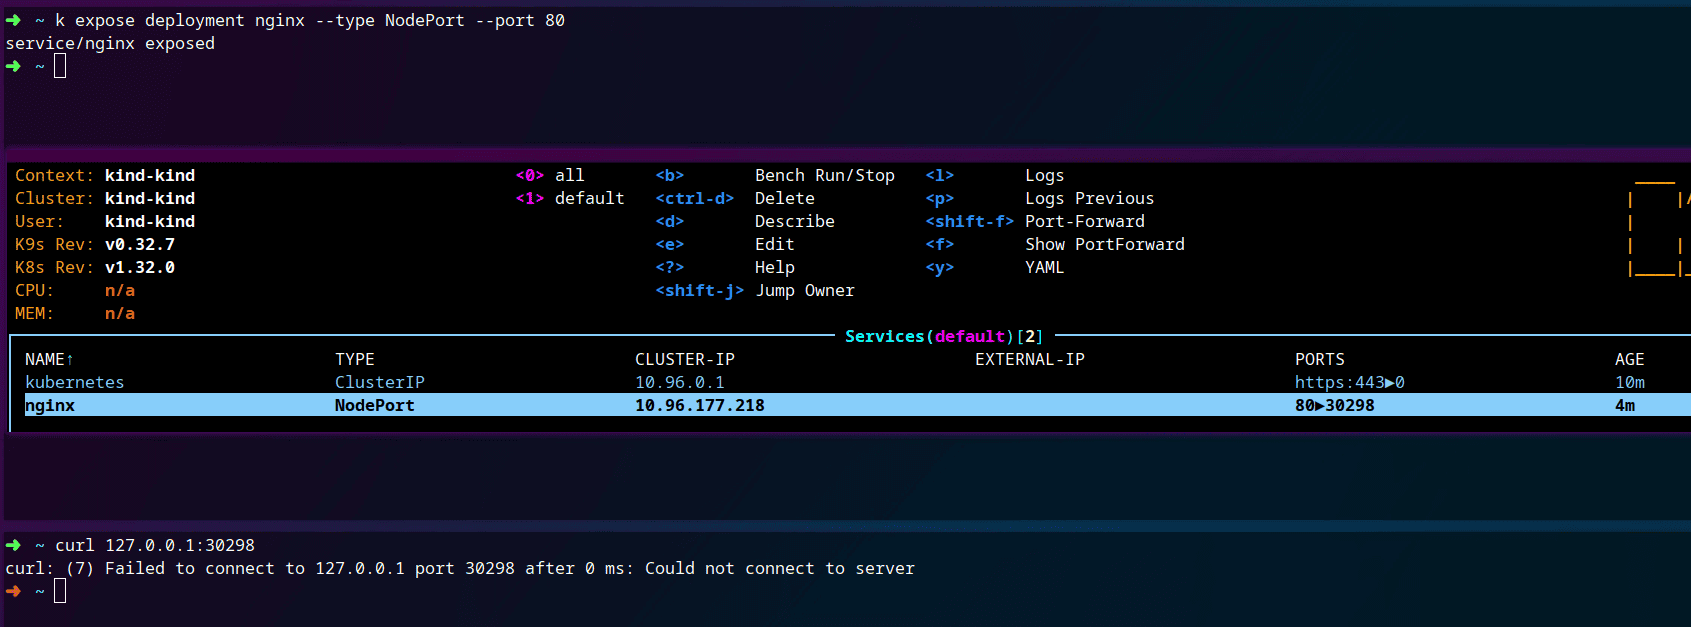 ➜ ~ k expose deployment nginx --type NodePort --port 80
service/nginx exposed
➜ ~
Context: kind-kind <0> all <b> Bench Run/Stop <l> Logs
Cluster: kind-kind <1> default <ctrl-d> Delete <p> Logs Previous
User: kind-kind <d> Describe <shift-f> Port-Forward
K9s Rev: v0.32.7 <e> Edit <f> Show PortForward
K8s Rev: v1.32.0 <?> Help <y> YAML
CPU: n/a <shift-j> Jump Owner
MEM: n/a
Services(default)[2]
NAME↑ TYPE CLUSTER-IP EXTERNAL-IP PORTS AGE
kubernetes ClusterIP 10.96.0.1 https:443►0 10m
nginx NodePort 10.96.177.218 80►30298 4m
➜ ~ curl 127.0.0.1:30298
curl: (7) Failed to connect to 127.0.0.1 port 30298 after 0 ms: Could not connect to server
➜ ~